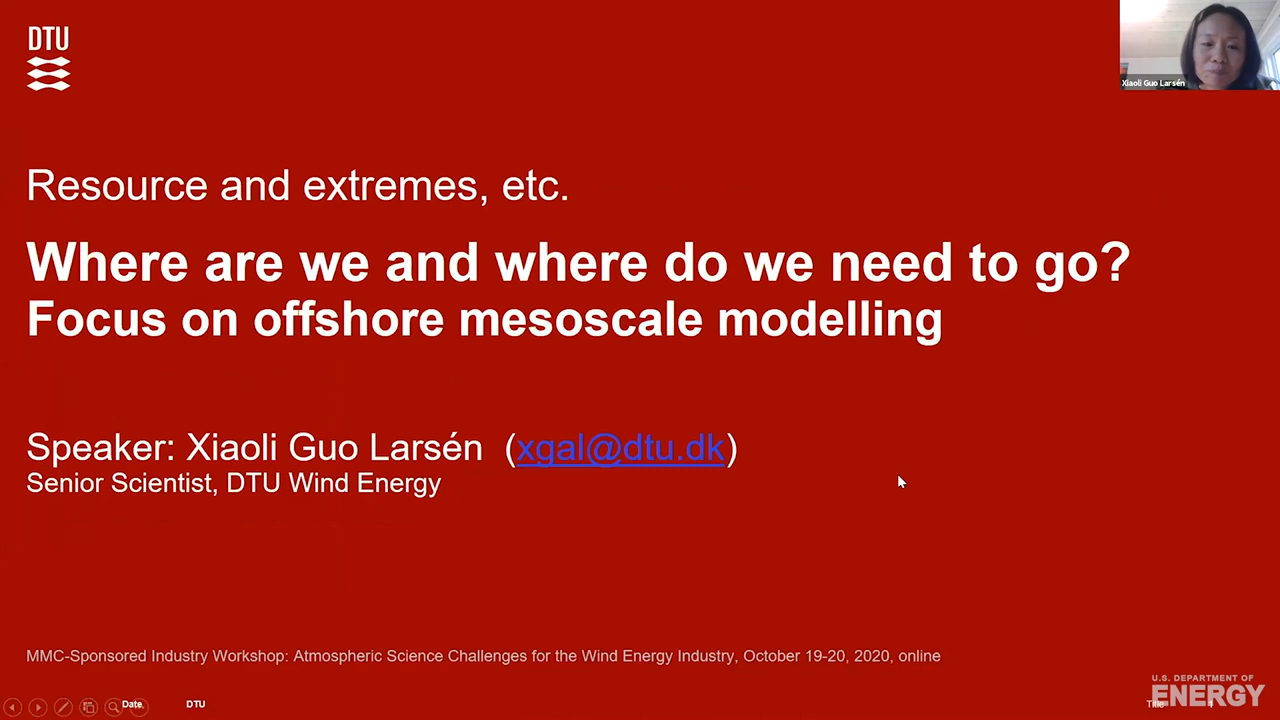 DTU
Xiaoli Guo Larsén
Resource and extremes, etc.
Where are we and where do we need to go?
Focus on offshore mesoscale modelling
Speaker: Xiaoli Guo Larsén (xgal@dtu.dk)
Senior Scientist, DTU Wind Energy
MMC-Sponsored Industry Workshop: Atmospheric Science Challenges for the Wind Energy Industry, October 19-20, 2020, online
U.S. DEPARTMENT OF
ENERGY
Date
DTU
Title